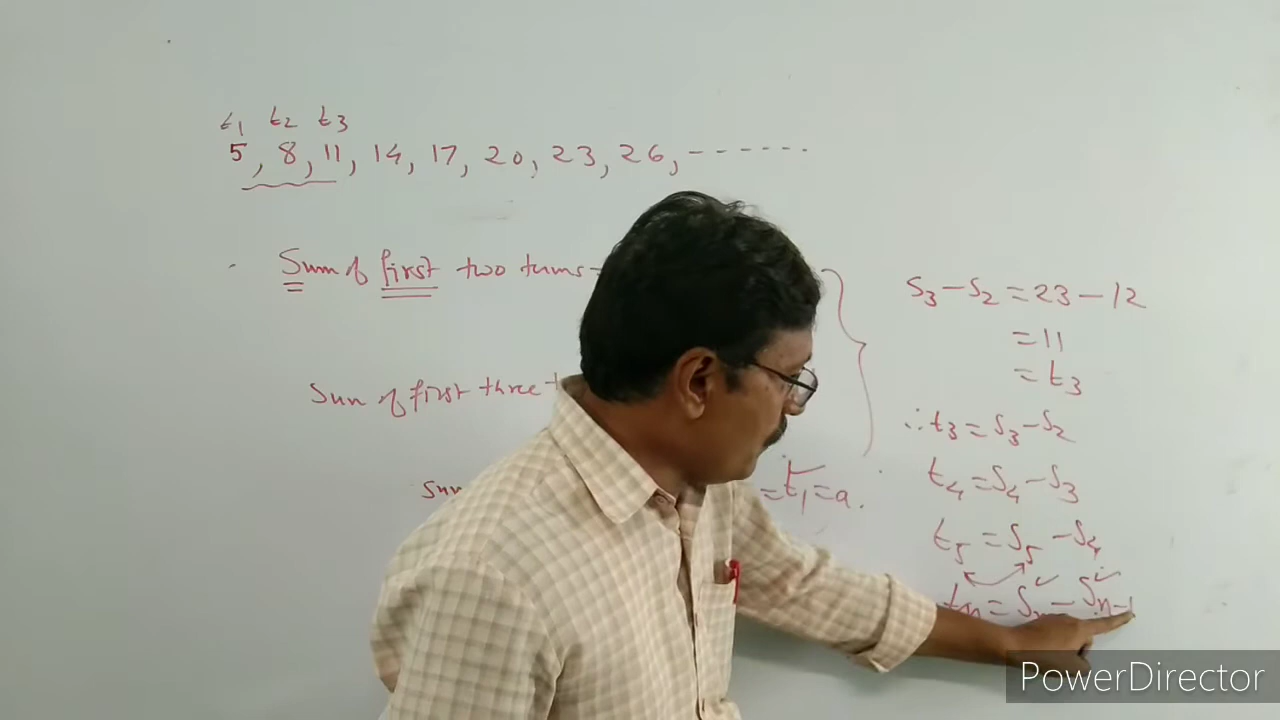 t1 t2 t3
5, 8, 11, 14, 17, 20, 23, 26, ------
Sum of first two terms
Sum of first three
Sum
= t1 = a.
S3 - S2 = 23 - 12
= 11
= t3
∴ t3 = S3 - S2
t4 = S4 - S3
t5 = S5 - S4
tn = Sn - Sn-1
PowerDirector